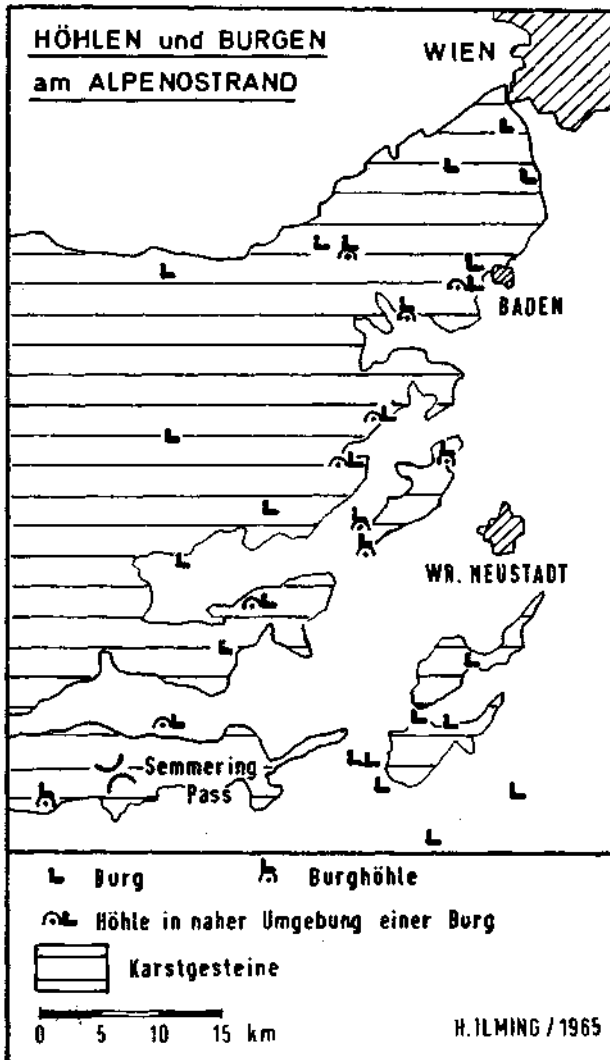 HÖHLEN und BURGEN
am ALPENOSTRAND
WIEN
BADEN
WR. NEUSTADT
Semmering
Pass
Burg
Burghöhle
Höhle in naher Umgebung einer Burg
Karstgesteine
0 5 10 15 km
H.ILMING / 1965